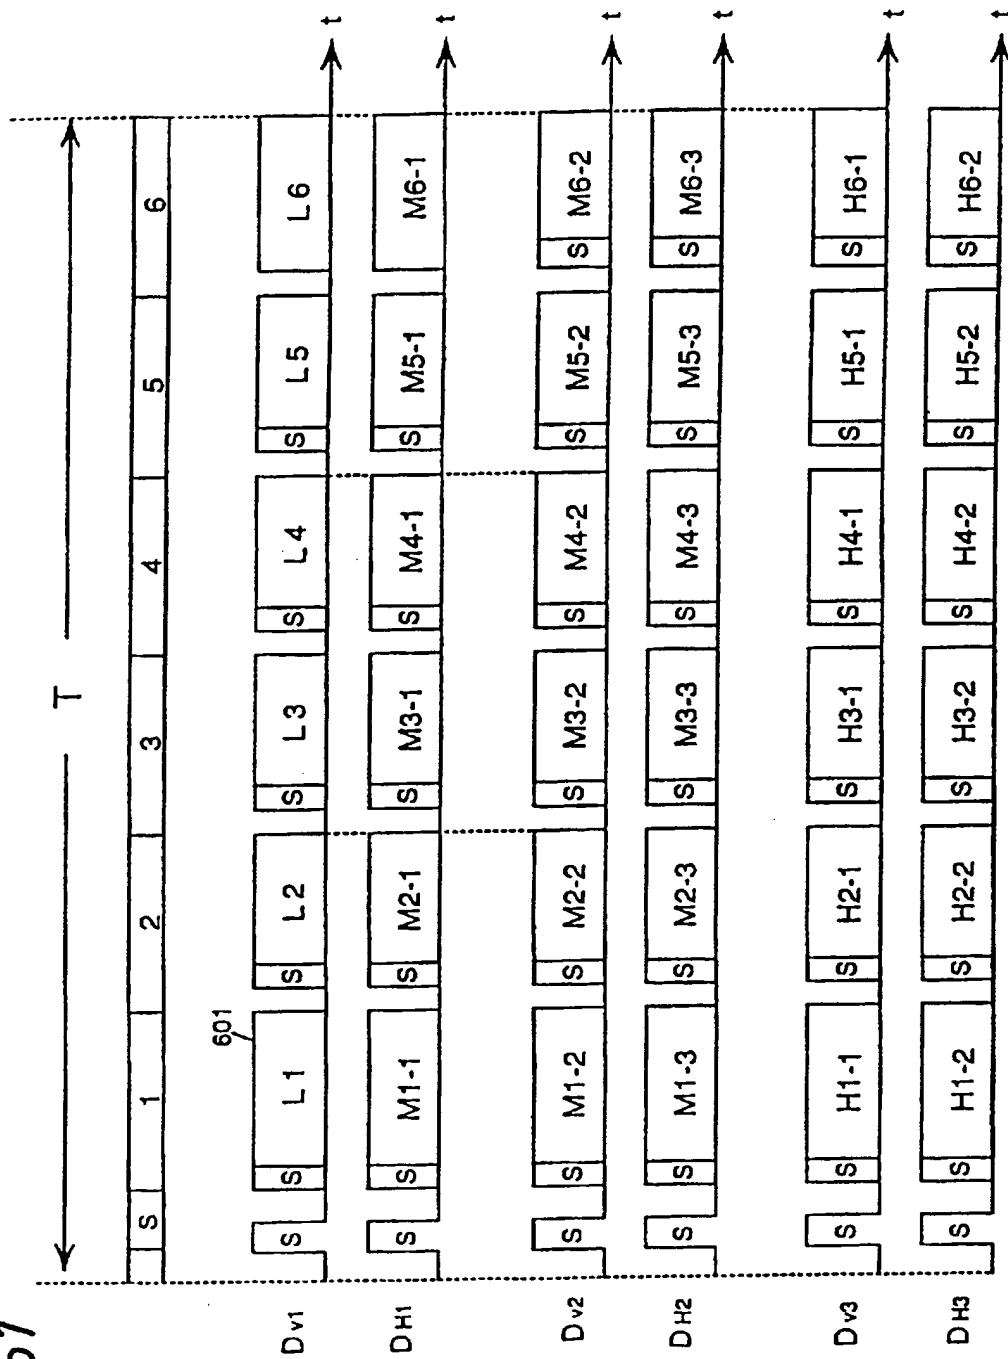 T
S 1 2 3 4 5 6
601
DV1 S S L1 S L2 S L3 S L4 S L5 L6 t
DH1 S S M1-1 S M2-1 S M3-1 S M4-1 S M5-1 M6-1 t
DV2 S S M1-2 S M2-2 S M3-2 S M4-2 S M5-2 S M6-2 t
DH2 S S M1-3 S M2-3 S M3-3 S M4-3 S M5-3 S M6-3 t
DV3 S S H1-1 S H2-1 S H3-1 S H4-1 S H5-1 S H6-1 t
DH3 S S H1-2 S H2-2 S H3-2 S H4-2 S H5-2 S H6-2 t